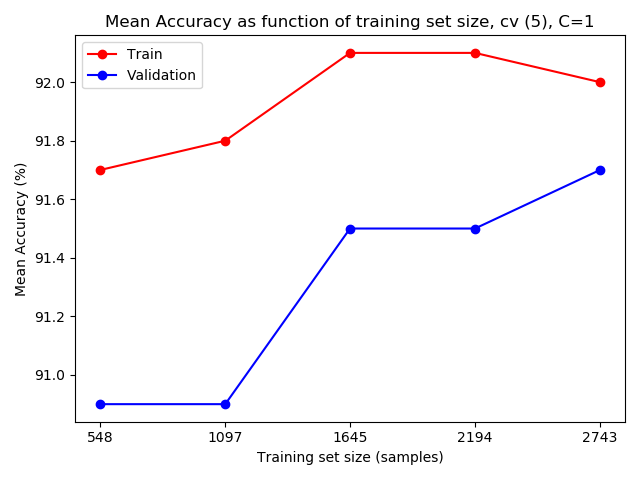 Mean Accuracy as function of training set size, cv (5), C=1
Train
Validation
Mean Accuracy (%)
92.0
91.8
91.6
91.4
91.2
91.0
548 1097 1645 2194 2743
Training set size (samples)